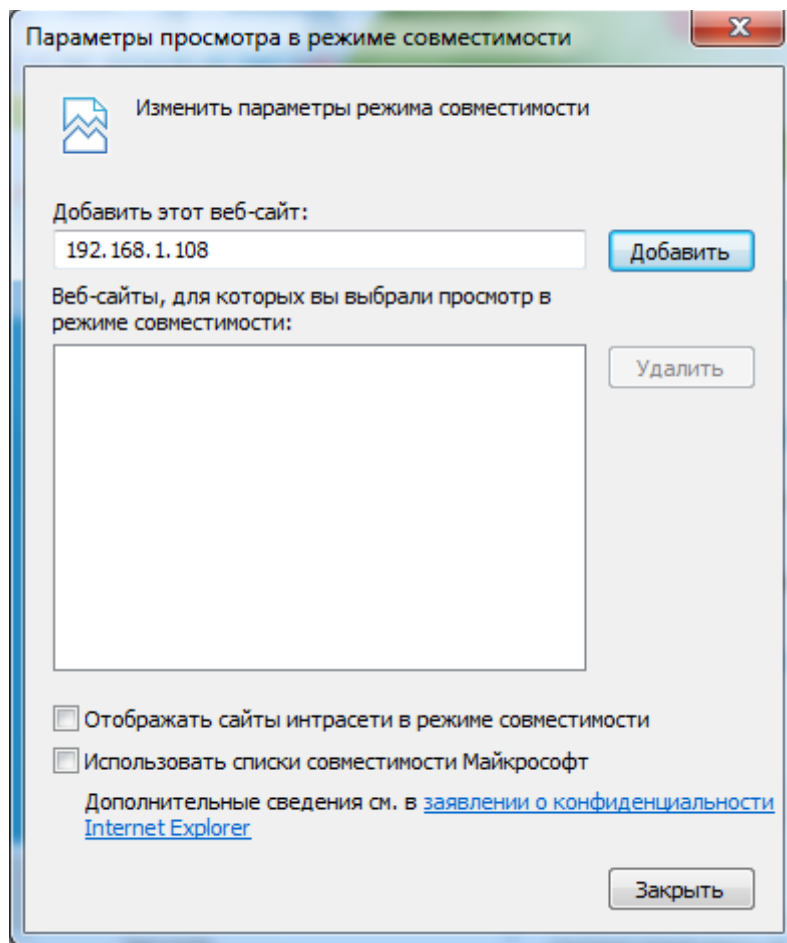 Параметры просмотра в режиме совместимости
Изменить параметры режима совместимости
Добавить этот веб-сайт:
192.168.1.108
Добавить
Веб-сайты, для которых вы выбрали просмотр в
режиме совместимости:
Удалить
Отображать сайты интрасети в режиме совместимости
Использовать списки совместимости Майкрософт
Дополнительные сведения см. в заявлении о конфиденциальности
Internet Explorer
Закрыть